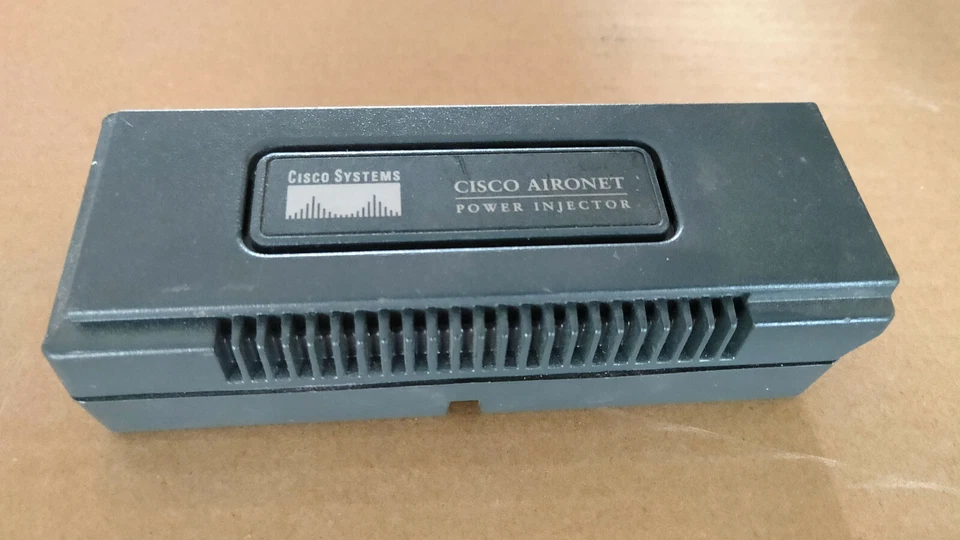 CISCO SYSTEMS
CISCO AIRONET
POWER INJECTOR